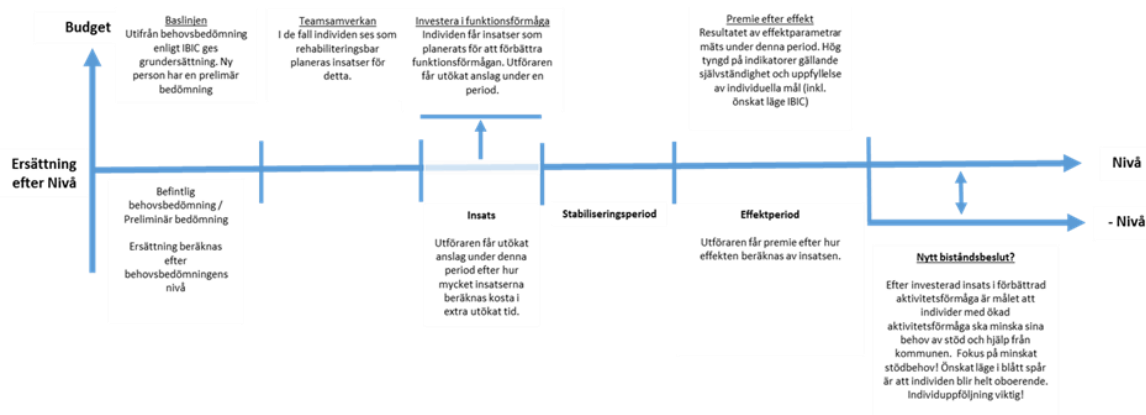 Budget
Baslinjen
Utifrån behovsbedömning
enligt IBIC ges
grundersättning. Ny
person har en prelimär
bedömning
Teamsamverkan
I de fall individen ses som
rehabiliteringsbar
planeras insatser för
detta.
Investera i funktionsförmåga
Individen får insatser som
planerats för att förbättra
funktionsförmågan. Utföraren
får utökat anslag under en
period.
Premie efter effekt
Resultatet av effektparametrar
mäts under denna period. Hög
tyngd på indikatorer gällande
självständighet och uppfyllelse
av individuella mål (inkl.
önskat läge IBIC)
Ersättning
efter Nivå
Nivå
- Nivå
Befintlig
behovsbedömning /
Preliminär bedömning
Ersättning beräknas
efter
behovsbedömningens
nivå
Insats
Utföraren får utökat
anslag under denna
period efter hur
mycket insatserna
beräknas kosta i
extra utökat tid.
Stabiliseringsperiod
Effektperiod
Utföraren får premie efter hur
effekten beräknas av insatsen.
Nytt biståndsbeslut?
Efter investerad insats i förbättrad
aktivitetsförmåga är målet att
individer med ökad
aktivitetsförmåga ska minska sina
behov av stöd och hjälp från
kommunen. Fokus på minskat
stödbehov! Önskat läge i blått spår
är att individen blir helt oboerende.
Individuppföljning viktig!